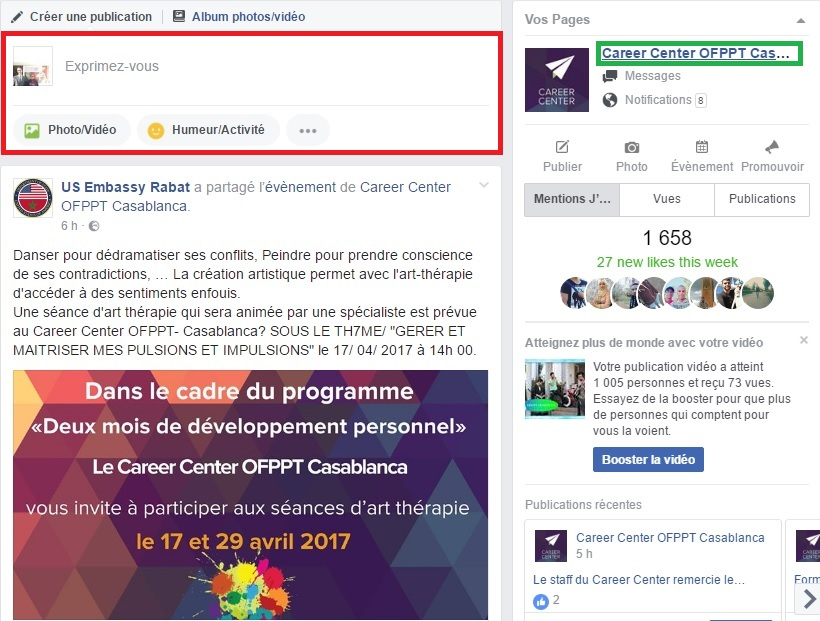 Créer une publication
Album photos/vidéo
Exprimez-vous
Photo/Vidéo
Humeur/Activité
US Embassy Rabat a partagé l'évènement de Career Center
OFPPT Casablanca.
6 h
Danser pour dédramatiser ses conflits, Peindre pour prendre conscience
de ses contradictions, … La création artistique permet avec l'art-thérapie
d'accéder à des sentiments enfouis.
Une séance d'art thérapie qui sera animée par une spécialiste est prévue
au Career Center OFPPT- Casablanca? SOUS LE TH7ME/ "GERER ET
MAITRISER MES PULSIONS ET IMPULSIONS" le 17/ 04/ 2017 à 14h 00.
Dans le cadre du programme
«Deux mois de développement personnel»
Le Career Center OFPPT Casablanca
vous invite à participer aux séances d'art thérapie
le 17 et 29 avril 2017
Vos Pages
CAREER
CENTER
Career Center OFPPT Cas...
Messages
Notifications 8
Publier
Photo
Évènement
Promouvoir
Mentions J'…
Vues
Publications
1 658
27 new likes this week
Atteignez plus de monde avec votre vidéo
Votre publication vidéo a atteint
1 005 personnes et reçu 73 vues.
Essayez de la booster pour que plus
de personnes qui comptent pour
vous la voient.
Booster la vidéo
Publications récentes
CAREER
CENTER
Career Center OFPPT Casablanca
5 h
Le staff du Career Center remercie le…
2
Form